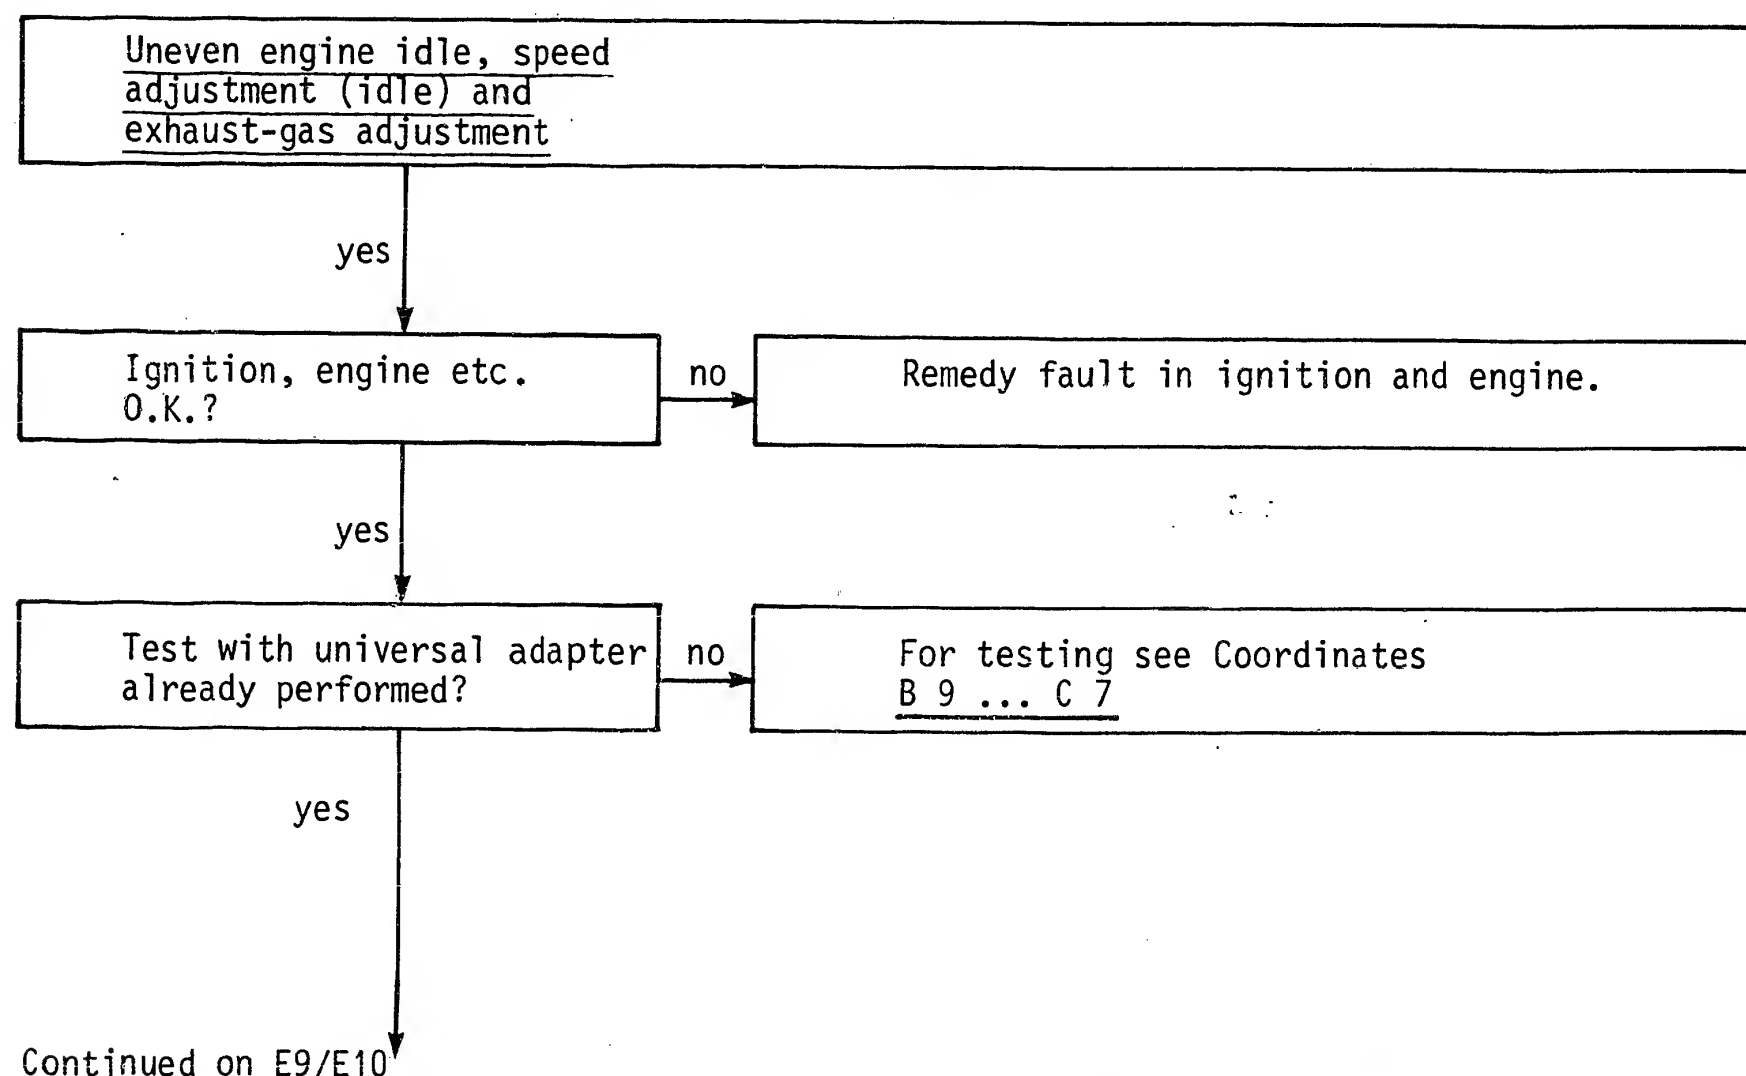 Uneven engine idle, speed
adjustment (idle) and
exhaust-gas adjustment
yes
Ignition, engine etc.
O.K.?
no
Remedy fault in ignition and engine.
yes
Test with universal adapter
already performed?
no
For testing see Coordinates
B 9 ... C 7
yes
Continued on E9/E10